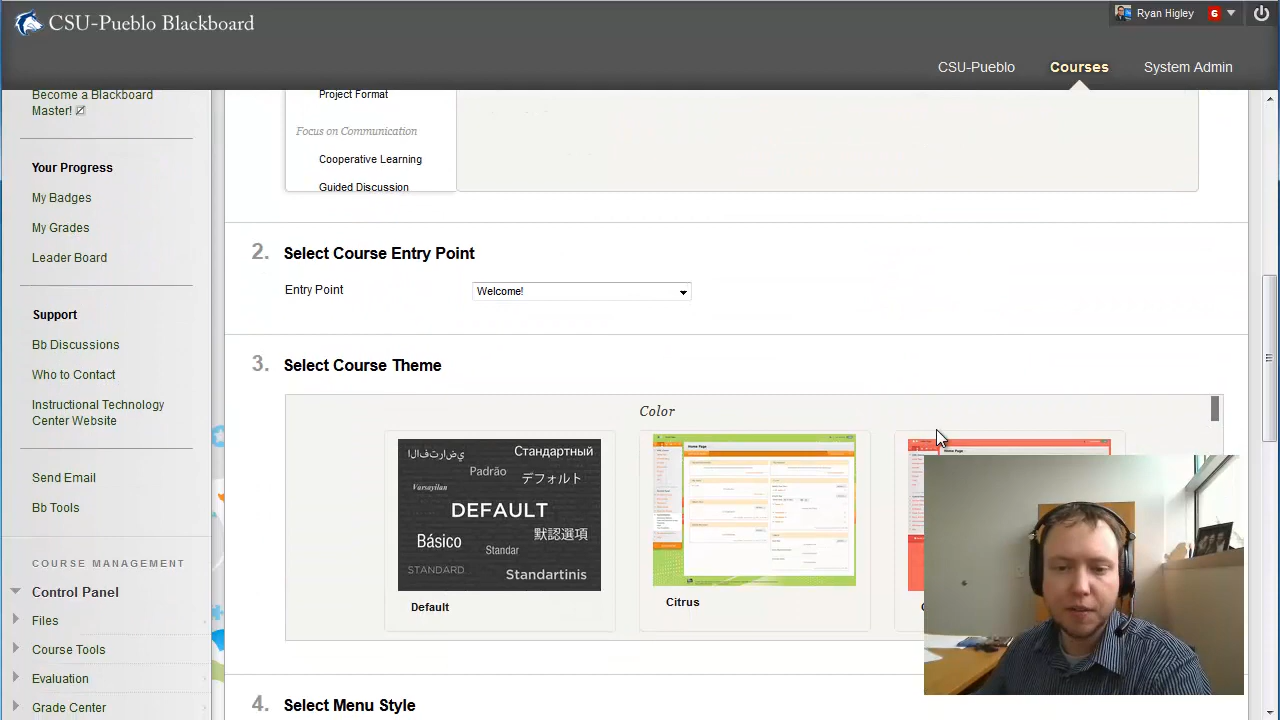 CSU-Pueblo Blackboard
Ryan Higley
6
CSU-Pueblo
Courses
System Admin
Become a Blackboard
Master!
Your Progress
My Badges
My Grades
Leader Board
Support
Bb Discussions
Who to Contact
Instructional Technology
Center Website
Send Email
Bb Tools
COURSE MANAGEMENT
Control Panel
Files
Course Tools
Evaluation
Grade Center
Project Format
Focus on Communication
Cooperative Learning
Guided Discussion
2.
Select Course Entry Point
Entry Point
Welcome!
3.
Select Course Theme
Color
الافتراضي
Стандартный
Padrão
デフォルト
Varsayılan
DEFAULT
Básico
默認選項
Standar
STANDARD
Standartinis
Default
Home Page
Citrus
Home Page
4.
Select Menu Style